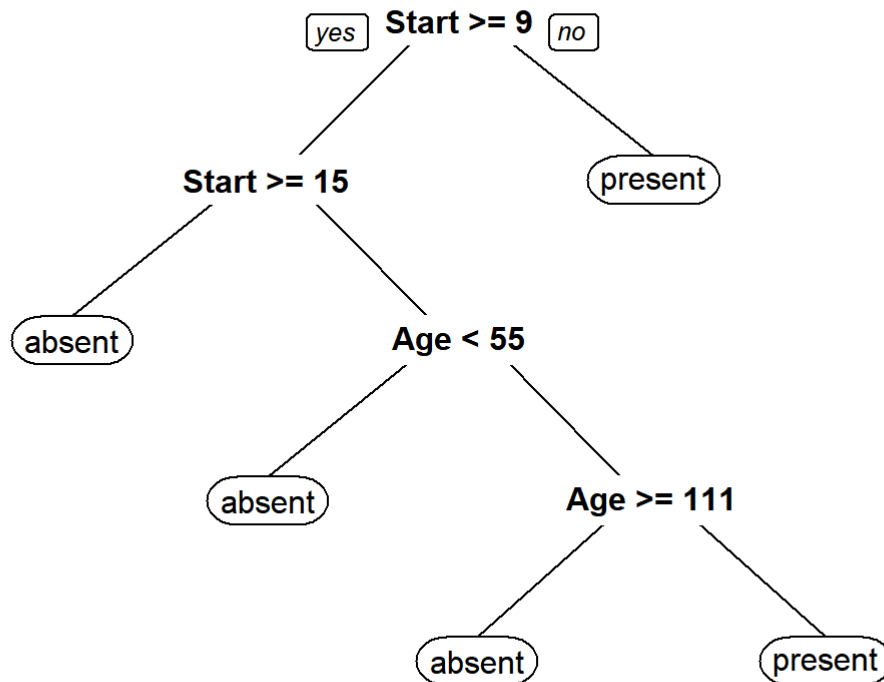 yes Start >= 9 no
Start >= 15 present
absent Age < 55
absent Age >= 111
absent present